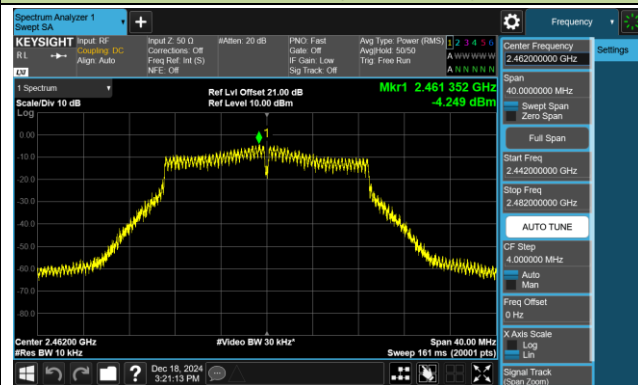 Spectrum Analyzer 1
Swept SA
Frequency
KEYSIGHT
Input: RF
Coupling: DC
Align: Auto
Input Z: 50 Ω
Corrections: Off
Freq Ref: Int (S)
NFE: Off
#Atten: 20 dB
PNO: Fast
Gate: Off
IF Gain: Low
Sig Track: Off
Avg Type: Power (RMS)
Avg|Hold: 50/50
Trig: Free Run
1 2 3 4 5 6
A W W W W W
A N N N N N
RL
LXI
1 Spectrum
Scale/Div 10 dB
Log
Ref Lvl Offset 21.00 dB
Ref Level 10.00 dBm
Mkr1 2.461 352 GHz
-4.249 dBm
1
0.00
-10.0
-20.0
-30.0
-40.0
-50.0
-60.0
-70.0
-80.0
Center 2.46200 GHz
#Res BW 10 kHz
#Video BW 30 kHz*
Span 40.00 MHz
Sweep 161 ms (20001 pts)
Dec 18, 2024
3:21:13 PM
Center Frequency
2.462000000 GHz
Settings
Span
40.0000000 MHz
Swept Span
Zero Span
Full Span
Start Freq
2.442000000 GHz
Stop Freq
2.482000000 GHz
AUTO TUNE
CF Step
4.000000 MHz
Auto
Man
Freq Offset
0 Hz
X Axis Scale
Log
Lin
Signal Track
(Span Zoom)